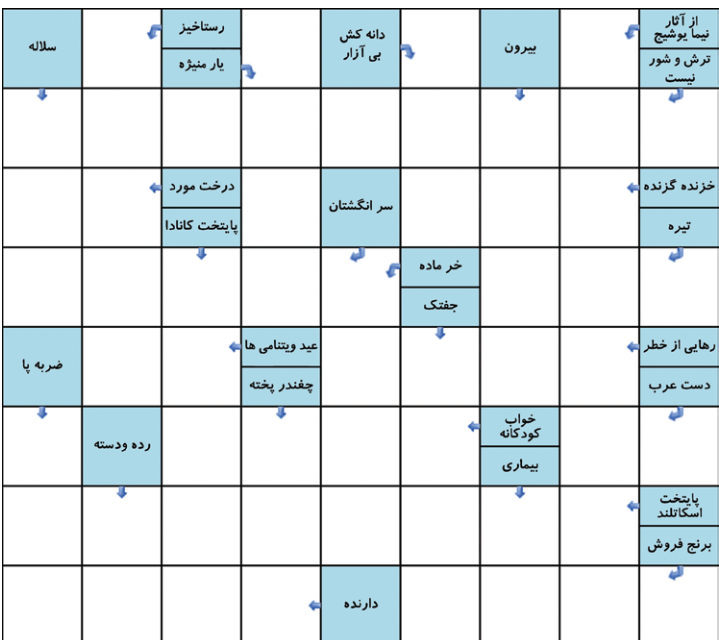 از آثار
نیما یوشیج
ترش و شور
نیست
بیرون
دانه کش
بی آزار
رستاخیز
یار منیژه
سلاله
خزنده گزنده
تیره
سر انگشتان
درخت مورد
پایتخت کانادا
خر ماده
جفتک
رهایی از خطر
دست عرب
عید ویتنامی ها
چغندر پخته
ضربه پا
خواب
کودکانه
بیماری
رده ودسته
پایتخت
اسکاتلند
برنج فروش
دارنده